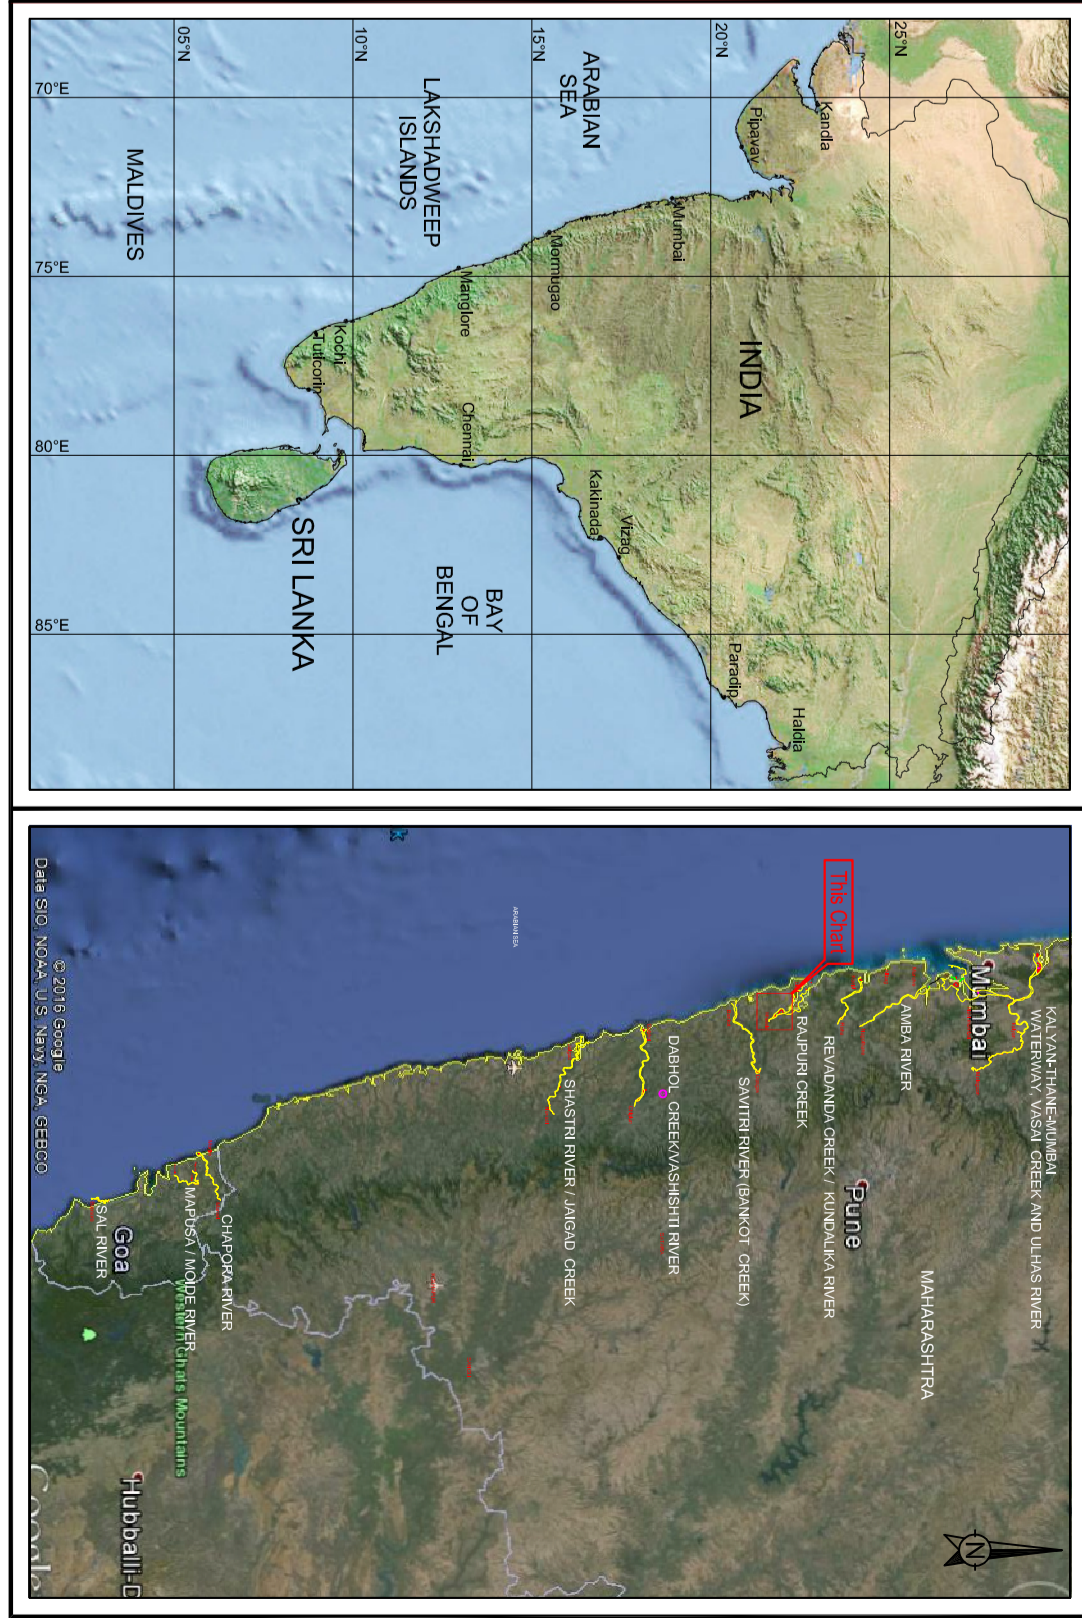 25°N
20°N
15°N
10°N
05°N
70°E
75°E
80°E
85°E
Kandla
Pipavav
ARABIAN
SEA
LAKSHADWEEP
ISLANDS
MALDIVES
Mumbai
Mormugao
Manglore
Kochi
Tuticorin
INDIA
Chennai
Kakinada
Vizag
Paradip
Haldia
BAY
OF
BENGAL
SRI LANKA
This Chart
ARABIAN SEA
Mumbai
KALYAN-THANE-MUMBAI
WATERWAY, VASAI CREEK AND ULHAS RIVER
AMBA RIVER
REVADANDA CREEK / KUNDALIKA RIVER
RAJPURI CREEK
Pune
MAHARASHTRA
SAVITRI RIVER (BANKOT CREEK)
DABHOL CREEK/VASHISHTI RIVER
SHASTRI RIVER / JAIGAD CREEK
CHAPORA RIVER
MAPUSA / MOIDE RIVER
Western Ghats Mountains
Goa
SAL RIVER
Hubballi-D
N
© 2016 Google
Data SIO, NOAA, U.S. Navy, NGA, GEBCO
Google